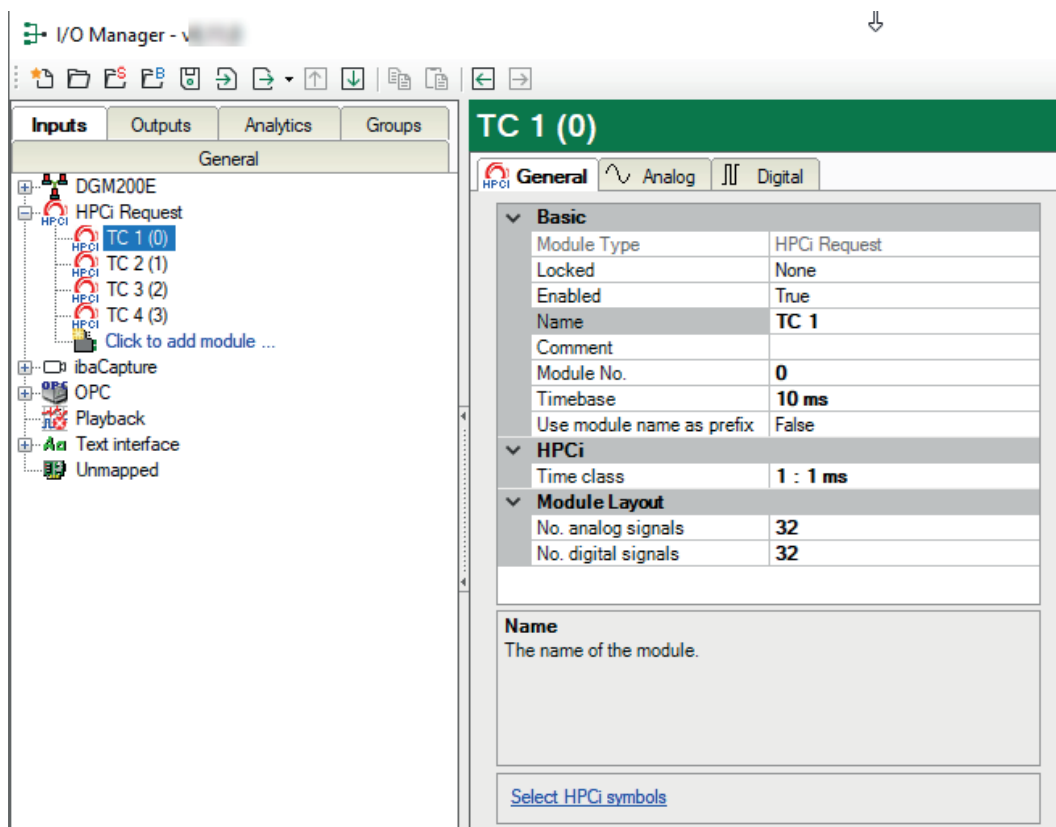 I/O Manager - v
Inputs Outputs Analytics Groups
General
DGM200E
HPCi Request
TC 1 (0)
TC 2 (1)
TC 3 (2)
TC 4 (3)
Click to add module ...
ibaCapture
OPC
Playback
Text interface
Unmapped
TC 1 (0)
HPCi General Analog Digital
Basic
Module Type HPCi Request
Locked None
Enabled True
Name TC 1
Comment
Module No. 0
Timebase 10 ms
Use module name as prefix False
HPCi
Time class 1 : 1 ms
Module Layout
No. analog signals 32
No. digital signals 32
Name
The name of the module.
Select HPCi symbols